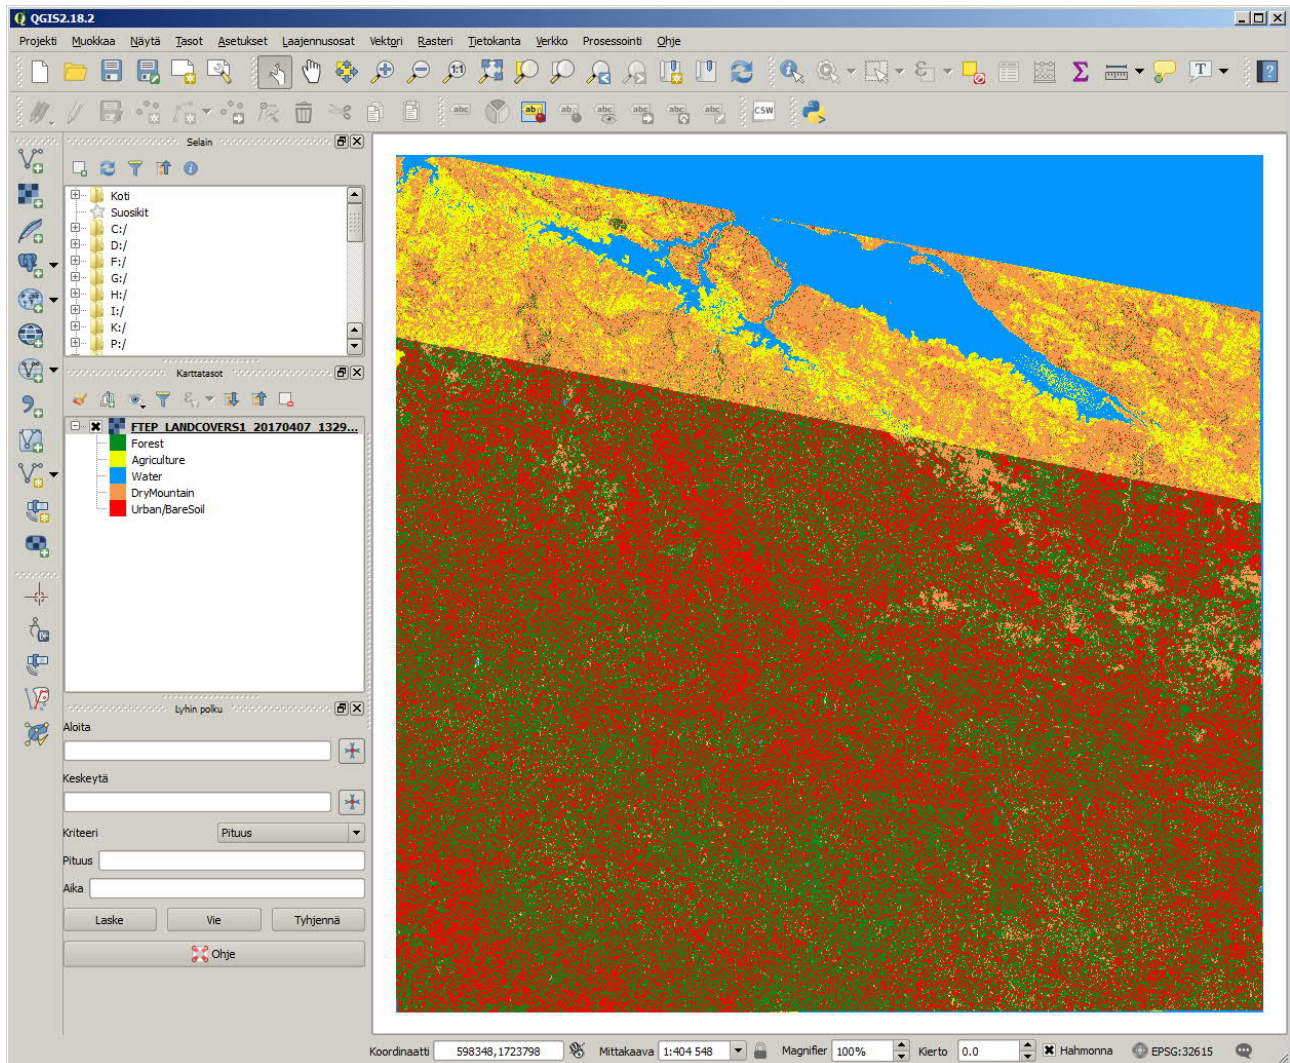 QGIS2.18.2
Projekti Muokkaa Näytä Tasot Asetukset Laajennusosat Vektori Rasteri Tietokanta Verkko Prosessointi Ohje
Selain
Koti
Suosikit
C:/
D:/
F:/
G:/
H:/
I:/
K:/
P:/
Karttatasot
FTEP_LANDCOVERS1_20170407_1329...
Forest
Agriculture
Water
DryMountain
Urban/BareSoil
Lyhin polku
Aloita
Keskeytä
Kriteeri Pituus
Pituus
Aika
Laske Vie Tyhjennä
Ohje
Koordinaatti 598348,1723798 Mittakaava 1:404 548 Magnifier 100% Kierto 0.0 Hahmonna EPSG:32615